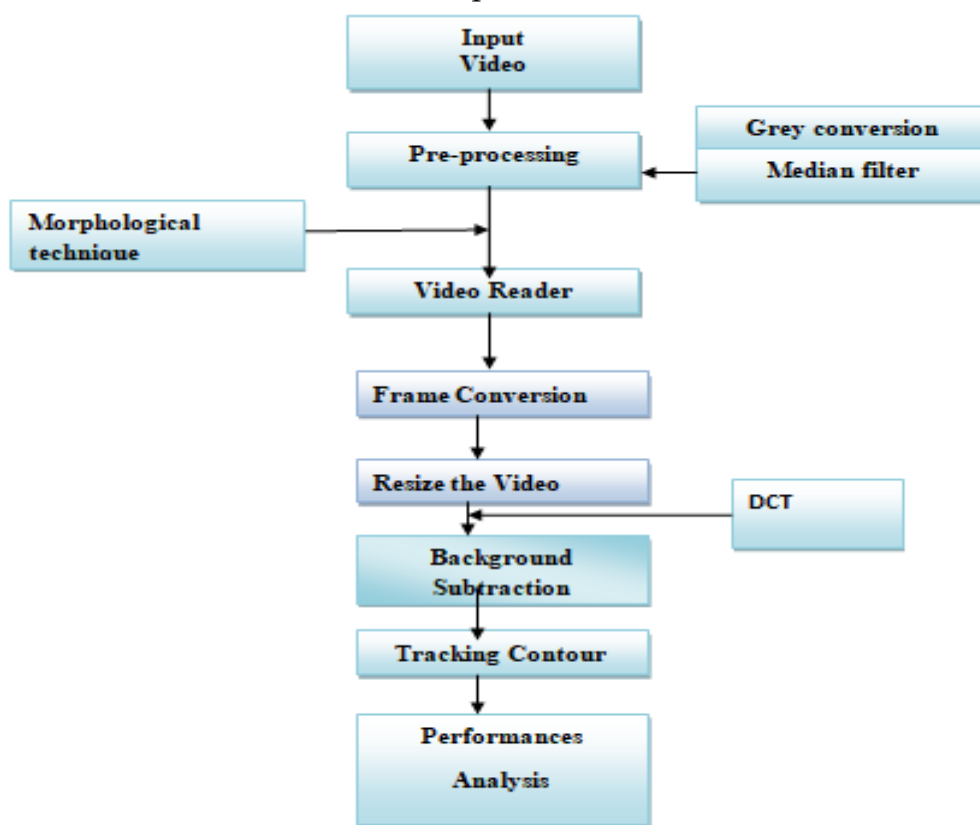 Input
Video
Pre-processing
Grey conversion
Median filter
Morphological
technique
Video Reader
Frame Conversion
Resize the Video
DCT
Background
Subtraction
Tracking Contour
Performances
Analysis